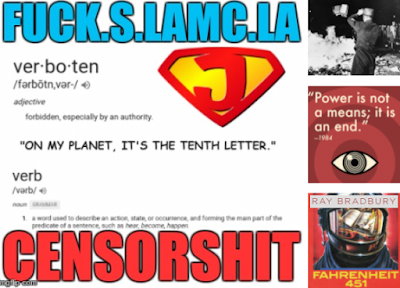 FUCK.S.LAMC.LA
ver·bo·ten
/fərˈbōtn,vər-/
adjective
forbidden, especially by an authority.
J
"ON MY PLANET, IT'S THE TENTH LETTER."
verb
/vərb/
noun GRAMMAR
1. a word used to describe an action, state, or occurrence, and forming the main part of the
predicate of a sentence, such as hear, become, happen.
CENSORSHIT
"Power is not
a means; it is
an end."
—1984
RAY BRADBURY
FAHRENHEIT
451